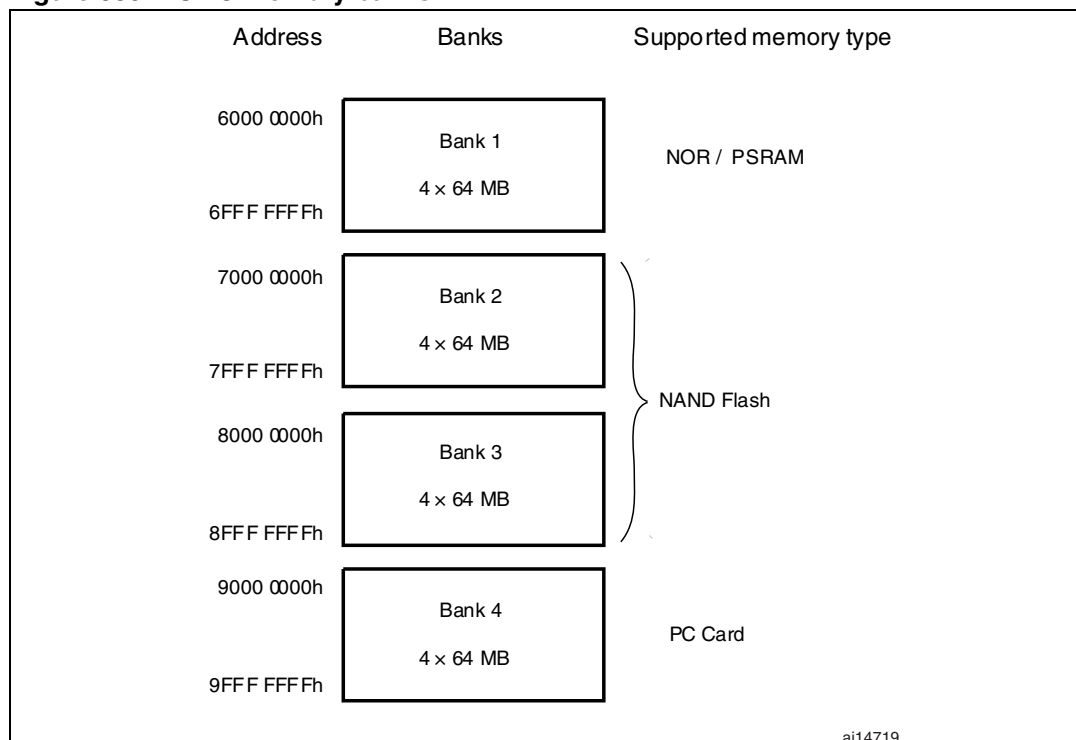 Address Banks Supported memory type
6000 0000h
Bank 1
NOR / PSRAM
4 × 64 MB
6FFF FFFFh
7000 0000h
Bank 2
4 × 64 MB
7FFF FFFFh
NAND Flash
8000 0000h
Bank 3
4 × 64 MB
8FFF FFFFh
9000 0000h
Bank 4
PC Card
4 × 64 MB
9FFF FFFFh
ai14719